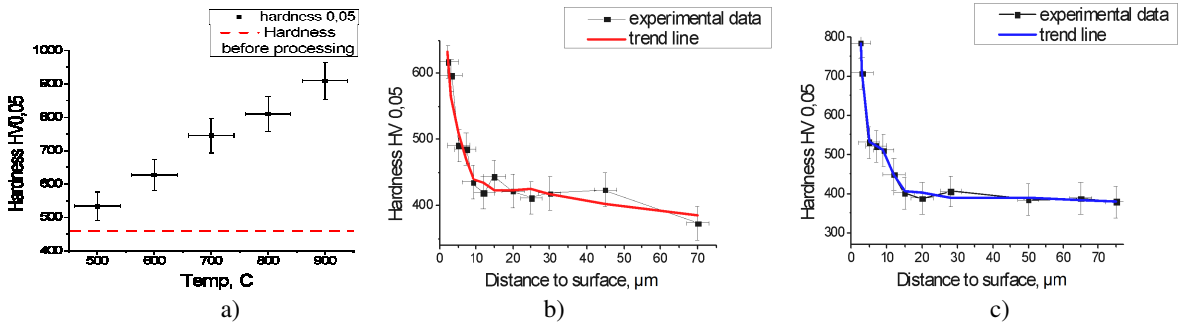 hardness 0,05
Hardness
before processing
1000
900
800
700
600
500
400
Hardness HV0,05
500 600 700 800 900
Temp, C
a)
experimental data
trend line
600
500
400
Hardness HV 0,05
0 10 20 30 40 50 60 70
Distance to surface, µm
b)
experimental data
trend line
800
700
600
500
400
300
Hardness HV 0,05
0 10 20 30 40 50 60 70
Distance to surface, µm
c)